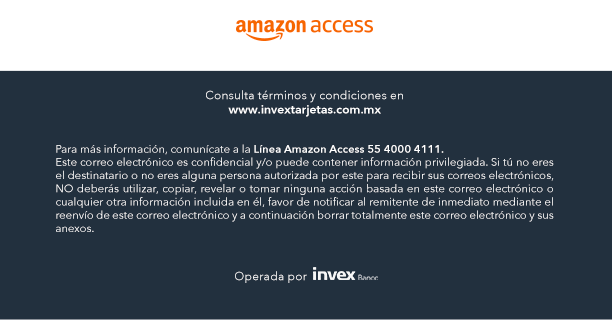 amazon access
Consulta términos y condiciones en
www.invextarjetas.com.mx
Para más información, comunícate a la Línea Amazon Access 55 4000 4111.
Este correo electrónico es confidencial y/o puede contener información privilegiada. Si tú no eres
el destinatario o no eres alguna persona autorizada por este para recibir sus correos electrónicos,
NO deberás utilizar, copiar, revelar o tomar ninguna acción basada en este correo electrónico o
cualquier otra información incluida en él, favor de notificar al remitente de inmediato mediante el
reenvío de este correo electrónico y a continuación borrar totalmente este correo electrónico y sus
anexos.
Operada por invex Banco